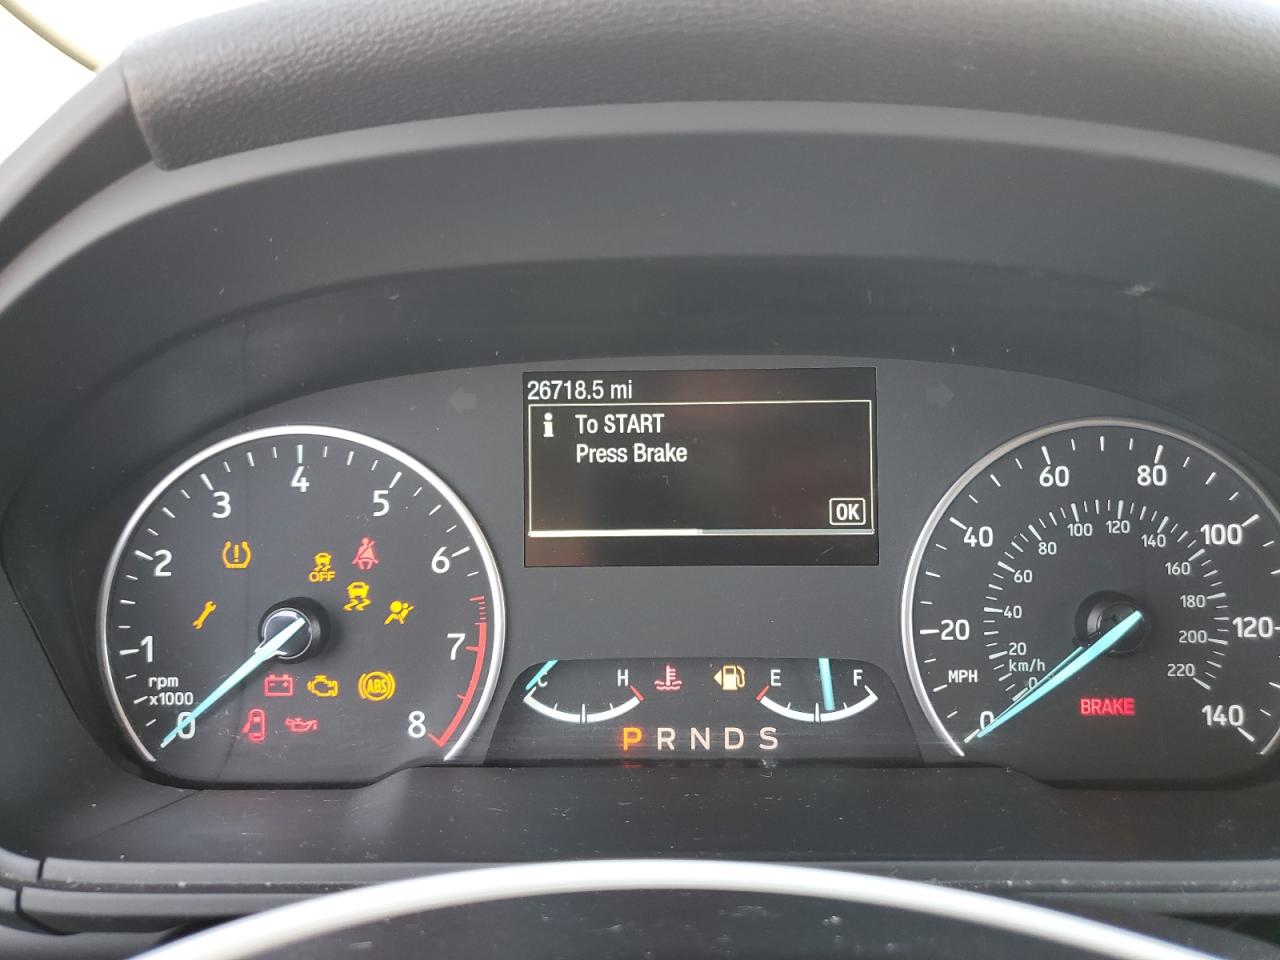 26718.5 mi
i To START
Press Brake
OK
0 1 2 3 4 5 6 7 8
rpm
x1000
OFF
ABS
C H
E F
P R N D S
0 20 40 60 80 100 120 140
MPH
0 20 40 60 80 100 120 140 160 180 200 220
km/h
BRAKE